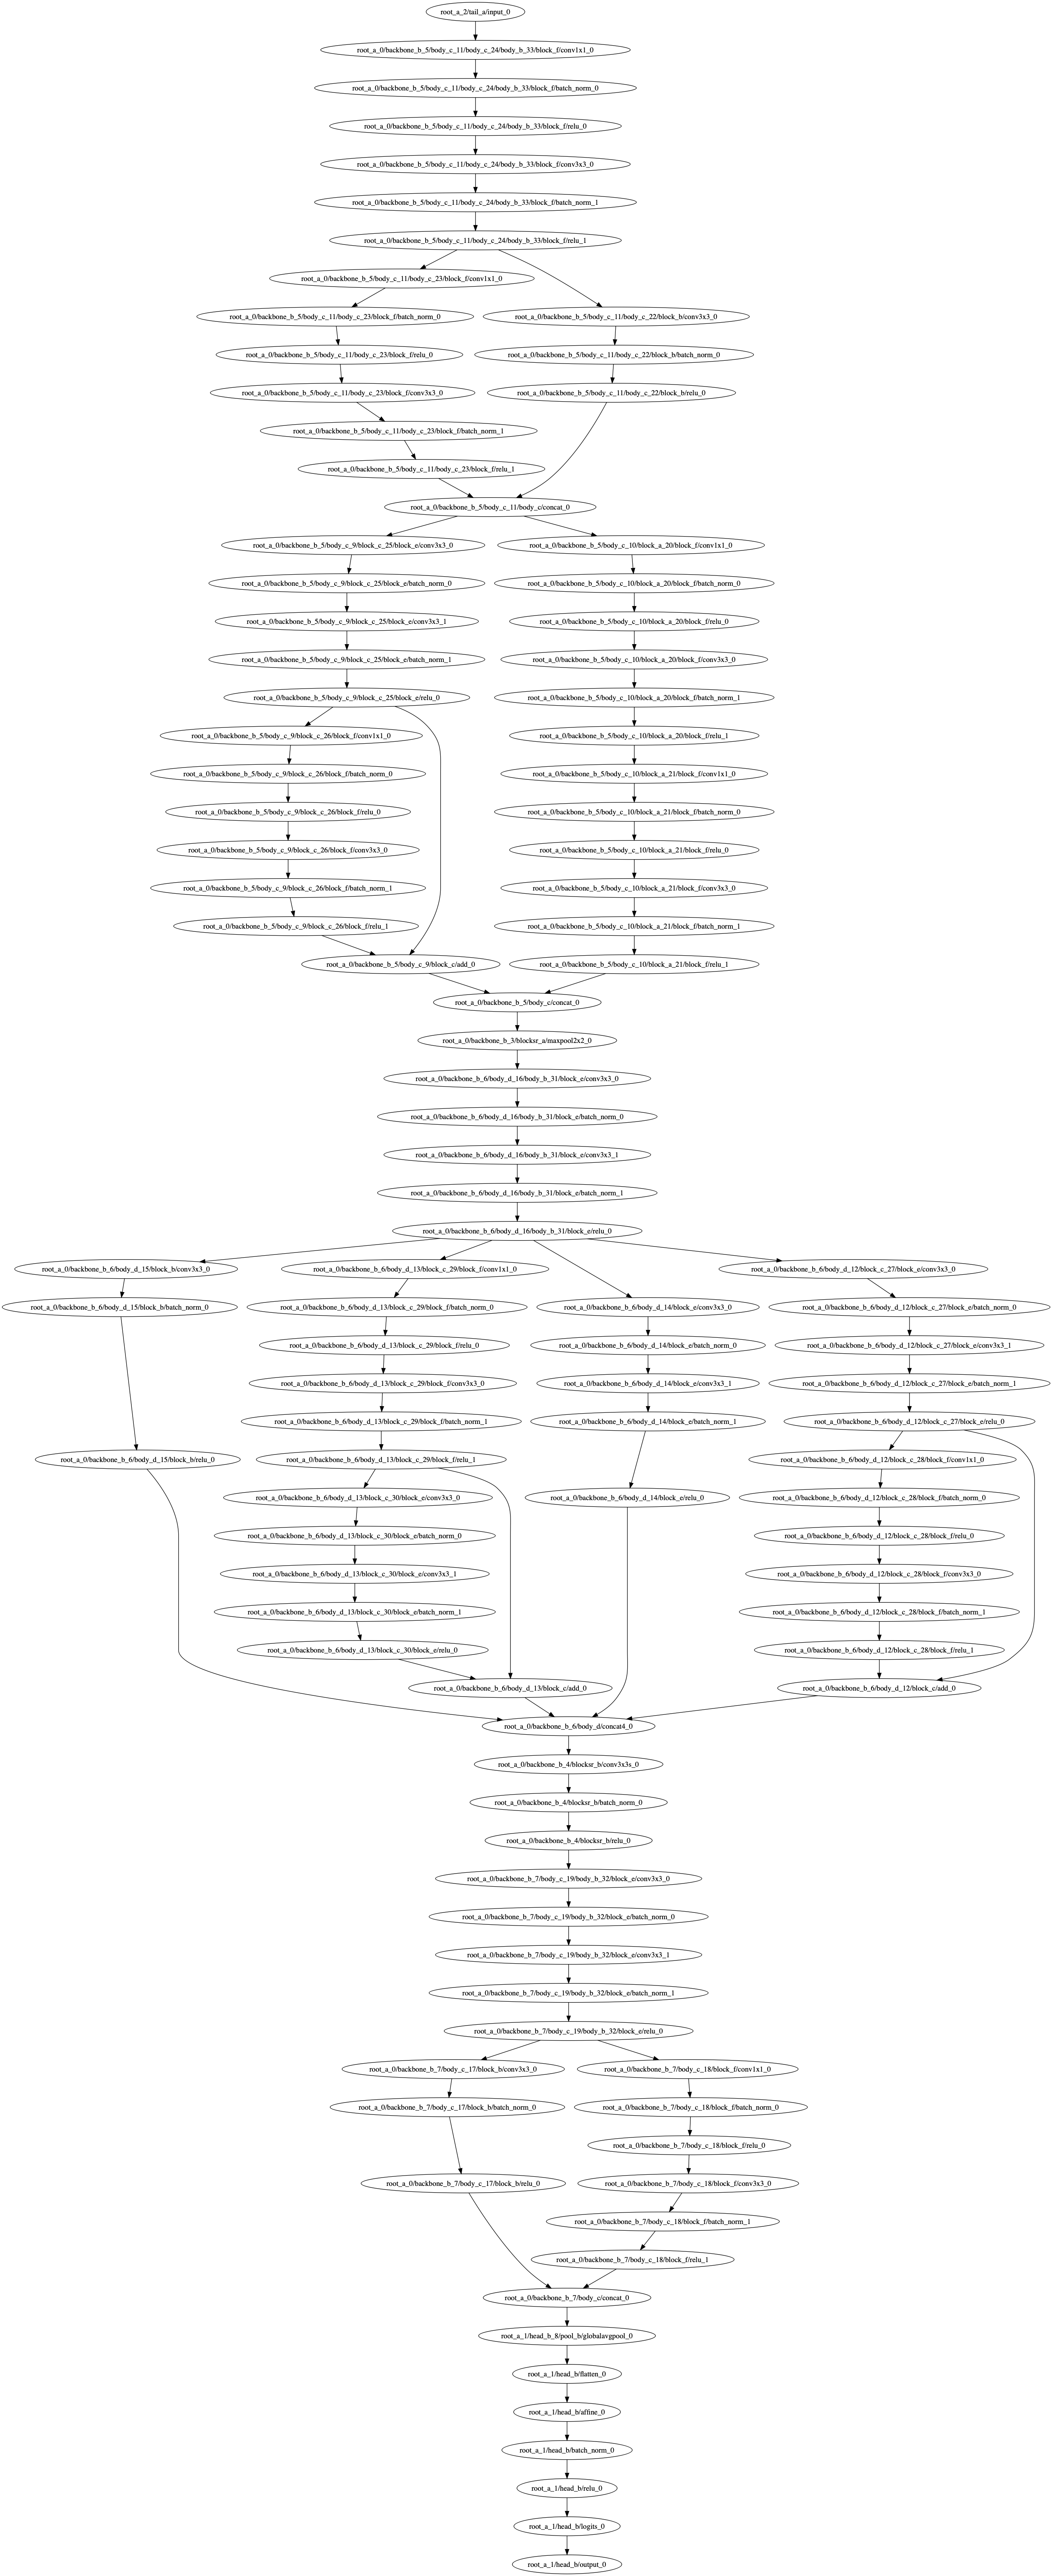 root_a_2/tail_a/input_0
root_a_0/backbone_b_5/body_c_11/body_c_24/body_b_33/block_f/conv1x1_0
root_a_0/backbone_b_5/body_c_11/body_c_24/body_b_33/block_f/batch_norm_0
root_a_0/backbone_b_5/body_c_11/body_c_24/body_b_33/block_f/relu_0
root_a_0/backbone_b_5/body_c_11/body_c_24/body_b_33/block_f/conv3x3_0
root_a_0/backbone_b_5/body_c_11/body_c_24/body_b_33/block_f/batch_norm_1
root_a_0/backbone_b_5/body_c_11/body_c_24/body_b_33/block_f/relu_1
root_a_0/backbone_b_5/body_c_11/body_c_23/block_f/conv1x1_0
root_a_0/backbone_b_5/body_c_11/body_c_23/block_f/batch_norm_0
root_a_0/backbone_b_5/body_c_11/body_c_22/block_b/conv3x3_0
root_a_0/backbone_b_5/body_c_11/body_c_23/block_f/relu_0
root_a_0/backbone_b_5/body_c_11/body_c_22/block_b/batch_norm_0
root_a_0/backbone_b_5/body_c_11/body_c_23/block_f/conv3x3_0
root_a_0/backbone_b_5/body_c_11/body_c_22/block_b/relu_0
root_a_0/backbone_b_5/body_c_11/body_c_23/block_f/batch_norm_1
root_a_0/backbone_b_5/body_c_11/body_c_23/block_f/relu_1
root_a_0/backbone_b_5/body_c_11/body_c/concat_0
root_a_0/backbone_b_5/body_c_9/block_c_25/block_e/conv3x3_0
root_a_0/backbone_b_5/body_c_10/block_a_20/block_f/conv1x1_0
root_a_0/backbone_b_5/body_c_9/block_c_25/block_e/batch_norm_0
root_a_0/backbone_b_5/body_c_10/block_a_20/block_f/batch_norm_0
root_a_0/backbone_b_5/body_c_9/block_c_25/block_e/conv3x3_1
root_a_0/backbone_b_5/body_c_10/block_a_20/block_f/relu_0
root_a_0/backbone_b_5/body_c_9/block_c_25/block_e/batch_norm_1
root_a_0/backbone_b_5/body_c_10/block_a_20/block_f/conv3x3_0
root_a_0/backbone_b_5/body_c_9/block_c_25/block_e/relu_0
root_a_0/backbone_b_5/body_c_10/block_a_20/block_f/batch_norm_1
root_a_0/backbone_b_5/body_c_9/block_c_26/block_f/conv1x1_0
root_a_0/backbone_b_5/body_c_10/block_a_20/block_f/relu_1
root_a_0/backbone_b_5/body_c_9/block_c_26/block_f/batch_norm_0
root_a_0/backbone_b_5/body_c_10/block_a_21/block_f/conv1x1_0
root_a_0/backbone_b_5/body_c_9/block_c_26/block_f/relu_0
root_a_0/backbone_b_5/body_c_10/block_a_21/block_f/batch_norm_0
root_a_0/backbone_b_5/body_c_9/block_c_26/block_f/conv3x3_0
root_a_0/backbone_b_5/body_c_10/block_a_21/block_f/relu_0
root_a_0/backbone_b_5/body_c_9/block_c_26/block_f/batch_norm_1
root_a_0/backbone_b_5/body_c_10/block_a_21/block_f/conv3x3_0
root_a_0/backbone_b_5/body_c_9/block_c_26/block_f/relu_1
root_a_0/backbone_b_5/body_c_10/block_a_21/block_f/batch_norm_1
root_a_0/backbone_b_5/body_c_9/block_c/add_0
root_a_0/backbone_b_5/body_c_10/block_a_21/block_f/relu_1
root_a_0/backbone_b_5/body_c/concat_0
root_a_0/backbone_b_3/blocksr_a/maxpool2x2_0
root_a_0/backbone_b_6/body_d_16/body_b_31/block_e/conv3x3_0
root_a_0/backbone_b_6/body_d_16/body_b_31/block_e/batch_norm_0
root_a_0/backbone_b_6/body_d_16/body_b_31/block_e/conv3x3_1
root_a_0/backbone_b_6/body_d_16/body_b_31/block_e/batch_norm_1
root_a_0/backbone_b_6/body_d_16/body_b_31/block_e/relu_0
root_a_0/backbone_b_6/body_d_15/block_b/conv3x3_0
root_a_0/backbone_b_6/body_d_13/block_c_29/block_f/conv1x1_0
root_a_0/backbone_b_6/body_d_12/block_c_27/block_e/conv3x3_0
root_a_0/backbone_b_6/body_d_15/block_b/batch_norm_0
root_a_0/backbone_b_6/body_d_13/block_c_29/block_f/batch_norm_0
root_a_0/backbone_b_6/body_d_14/block_e/conv3x3_0
root_a_0/backbone_b_6/body_d_12/block_c_27/block_e/batch_norm_0
root_a_0/backbone_b_6/body_d_13/block_c_29/block_f/relu_0
root_a_0/backbone_b_6/body_d_14/block_e/batch_norm_0
root_a_0/backbone_b_6/body_d_12/block_c_27/block_e/conv3x3_1
root_a_0/backbone_b_6/body_d_13/block_c_29/block_f/conv3x3_0
root_a_0/backbone_b_6/body_d_14/block_e/conv3x3_1
root_a_0/backbone_b_6/body_d_12/block_c_27/block_e/batch_norm_1
root_a_0/backbone_b_6/body_d_13/block_c_29/block_f/batch_norm_1
root_a_0/backbone_b_6/body_d_14/block_e/batch_norm_1
root_a_0/backbone_b_6/body_d_12/block_c_27/block_e/relu_0
root_a_0/backbone_b_6/body_d_15/block_b/relu_0
root_a_0/backbone_b_6/body_d_13/block_c_29/block_f/relu_1
root_a_0/backbone_b_6/body_d_12/block_c_28/block_f/conv1x1_0
root_a_0/backbone_b_6/body_d_13/block_c_30/block_e/conv3x3_0
root_a_0/backbone_b_6/body_d_14/block_e/relu_0
root_a_0/backbone_b_6/body_d_12/block_c_28/block_f/batch_norm_0
root_a_0/backbone_b_6/body_d_13/block_c_30/block_e/batch_norm_0
root_a_0/backbone_b_6/body_d_12/block_c_28/block_f/relu_0
root_a_0/backbone_b_6/body_d_13/block_c_30/block_e/conv3x3_1
root_a_0/backbone_b_6/body_d_12/block_c_28/block_f/conv3x3_0
root_a_0/backbone_b_6/body_d_13/block_c_30/block_e/batch_norm_1
root_a_0/backbone_b_6/body_d_12/block_c_28/block_f/batch_norm_1
root_a_0/backbone_b_6/body_d_13/block_c_30/block_e/relu_0
root_a_0/backbone_b_6/body_d_12/block_c_28/block_f/relu_1
root_a_0/backbone_b_6/body_d_13/block_c/add_0
root_a_0/backbone_b_6/body_d_12/block_c/add_0
root_a_0/backbone_b_6/body_d/concat4_0
root_a_0/backbone_b_4/blocksr_b/conv3x3s_0
root_a_0/backbone_b_4/blocksr_b/batch_norm_0
root_a_0/backbone_b_4/blocksr_b/relu_0
root_a_0/backbone_b_7/body_c_19/body_b_32/block_e/conv3x3_0
root_a_0/backbone_b_7/body_c_19/body_b_32/block_e/batch_norm_0
root_a_0/backbone_b_7/body_c_19/body_b_32/block_e/conv3x3_1
root_a_0/backbone_b_7/body_c_19/body_b_32/block_e/batch_norm_1
root_a_0/backbone_b_7/body_c_19/body_b_32/block_e/relu_0
root_a_0/backbone_b_7/body_c_17/block_b/conv3x3_0
root_a_0/backbone_b_7/body_c_18/block_f/conv1x1_0
root_a_0/backbone_b_7/body_c_17/block_b/batch_norm_0
root_a_0/backbone_b_7/body_c_18/block_f/batch_norm_0
root_a_0/backbone_b_7/body_c_18/block_f/relu_0
root_a_0/backbone_b_7/body_c_17/block_b/relu_0
root_a_0/backbone_b_7/body_c_18/block_f/conv3x3_0
root_a_0/backbone_b_7/body_c_18/block_f/batch_norm_1
root_a_0/backbone_b_7/body_c_18/block_f/relu_1
root_a_0/backbone_b_7/body_c/concat_0
root_a_1/head_b_8/pool_b/globalavgpool_0
root_a_1/head_b/flatten_0
root_a_1/head_b/affine_0
root_a_1/head_b/batch_norm_0
root_a_1/head_b/relu_0
root_a_1/head_b/logits_0
root_a_1/head_b/output_0